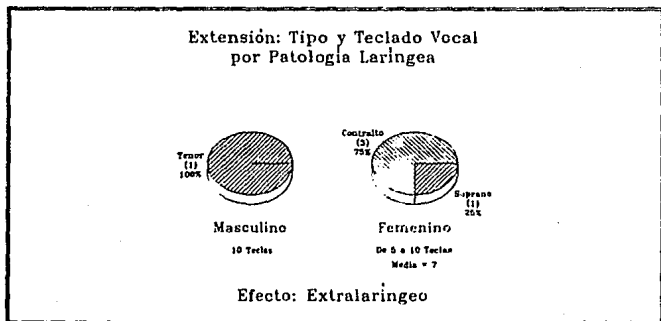 Extensión: Tipo y Teclado Vocal
por Patología Laríngea
Tenor
(1)
100%
Contralto
(3)
75%
Soprano
(1)
25%
Masculino
10 Teclas
Femenino
De 5 a 10 Teclas
Media = 7
Efecto: Extralaríngeo